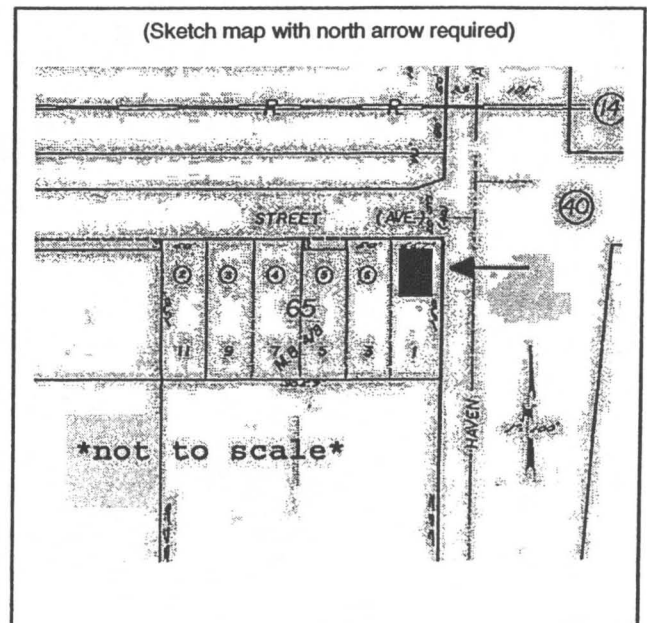 (Sketch map with north arrow required)
R R
14
40
STREET (AVE.)
2 3 4 5 6
65
11 9 7 5 3 1
M.B.
HAVEN
N
*not to scale*